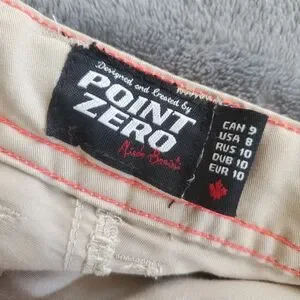 Designed and Created by
POINT
ZERO
CAN 9
USA 8
RUS 10
DUB 10
EUR 10